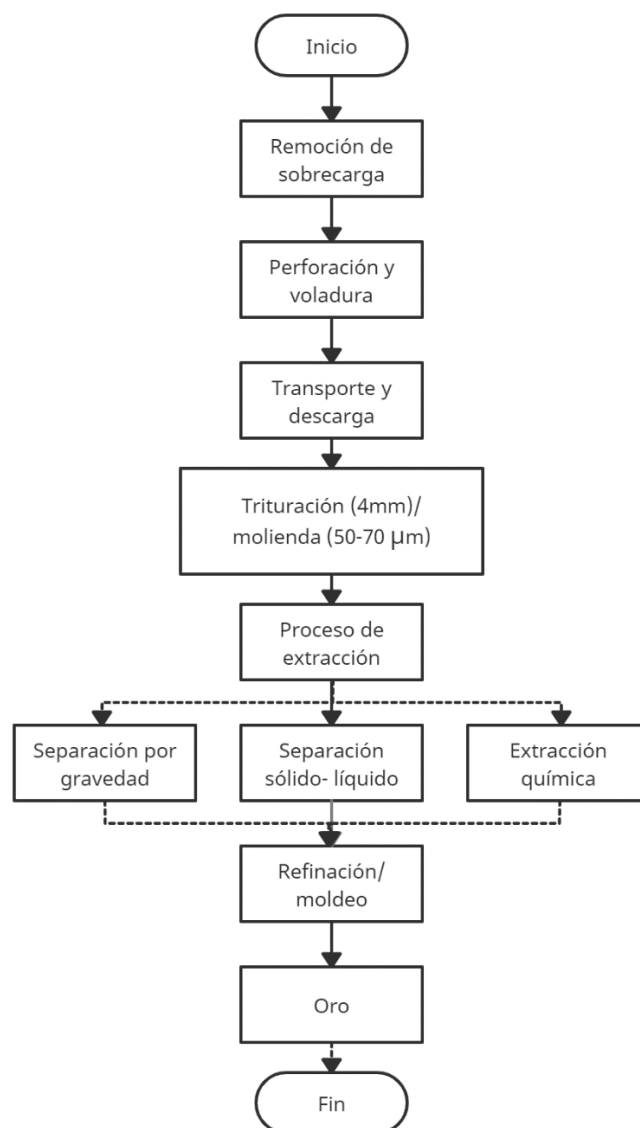 Inicio
Remoción de
sobrecarga
Perforación y
voladura
Transporte y
descarga
Trituración (4mm)/
molienda (50-70 μm)
Proceso de
extracción
Separación por
gravedad
Separación
sólido- líquido
Extracción
química
Refinación/
moldeo
Oro
Fin